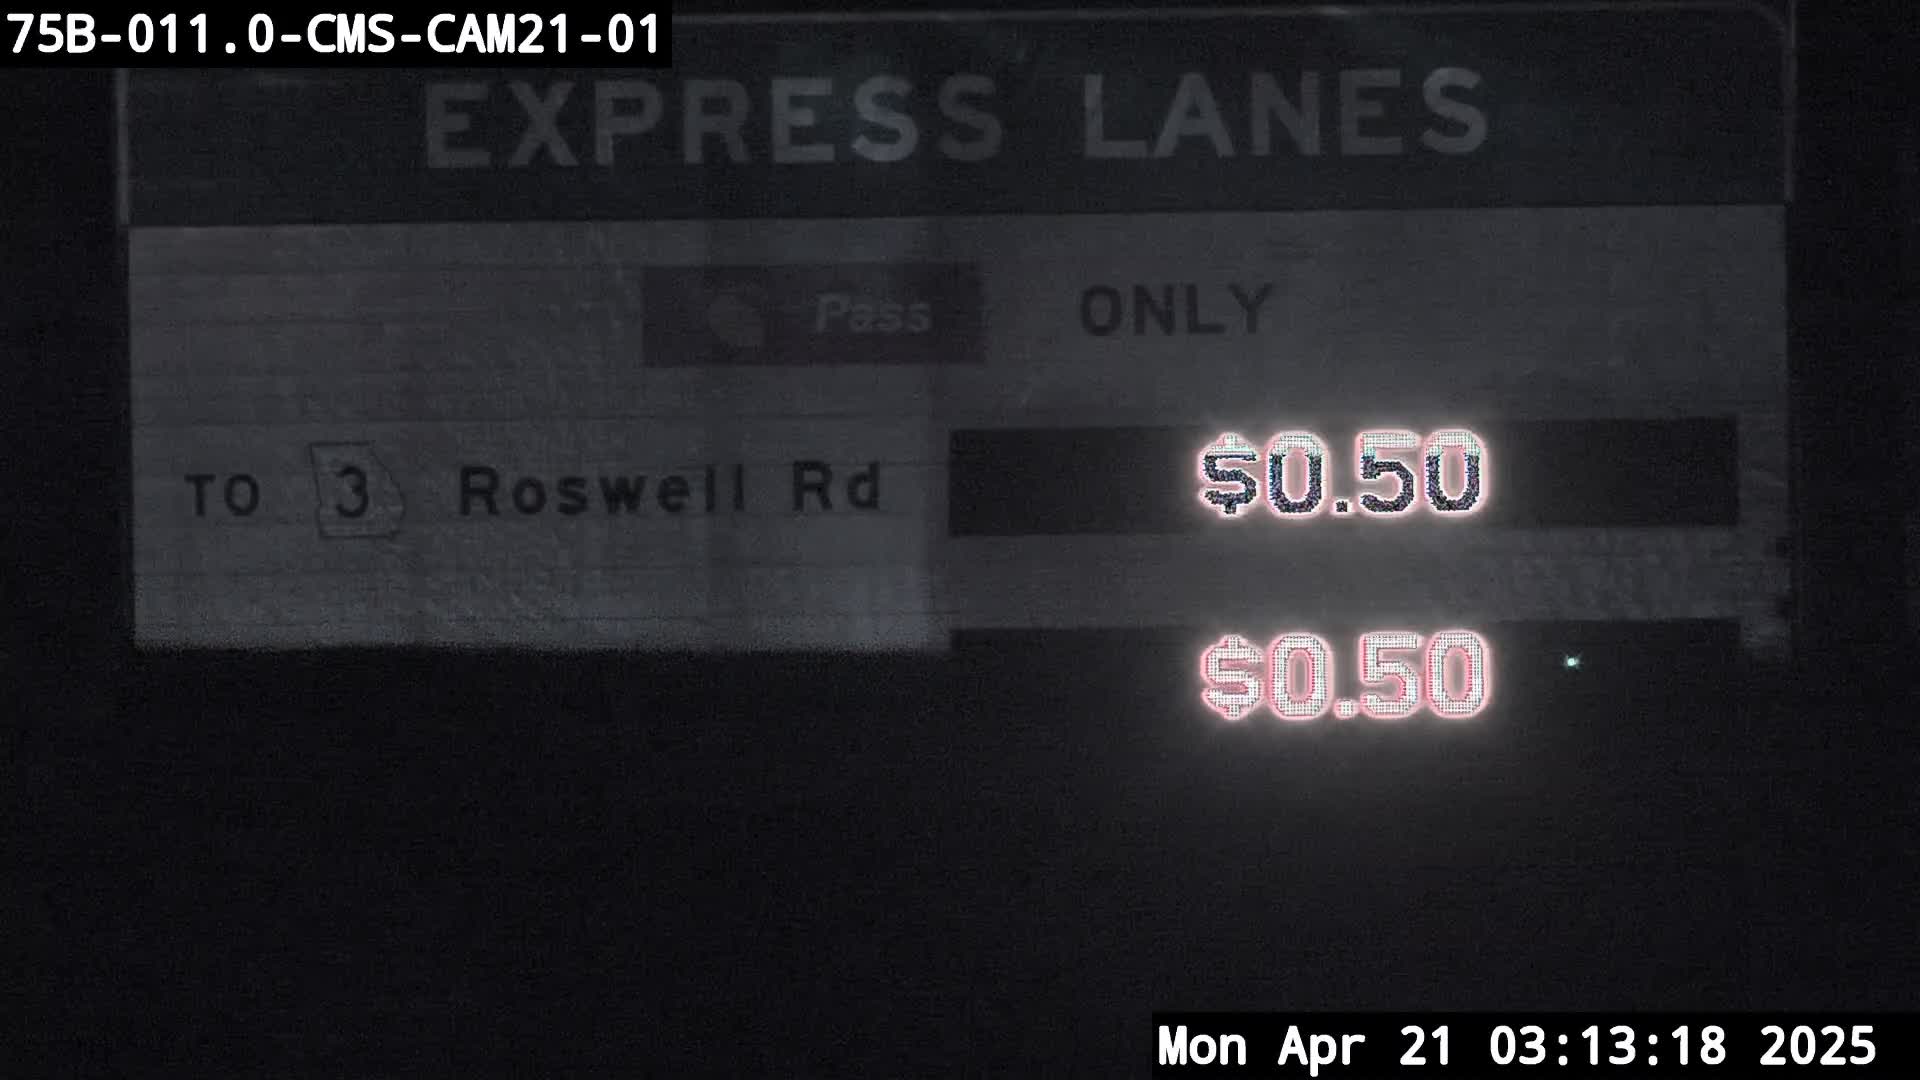 75B-011.0-CMS-CAM21-01
EXPRESS LANES
Pass ONLY
TO 3 Roswell Rd $0.50
$0.50
Mon Apr 21 03:13:18 2025